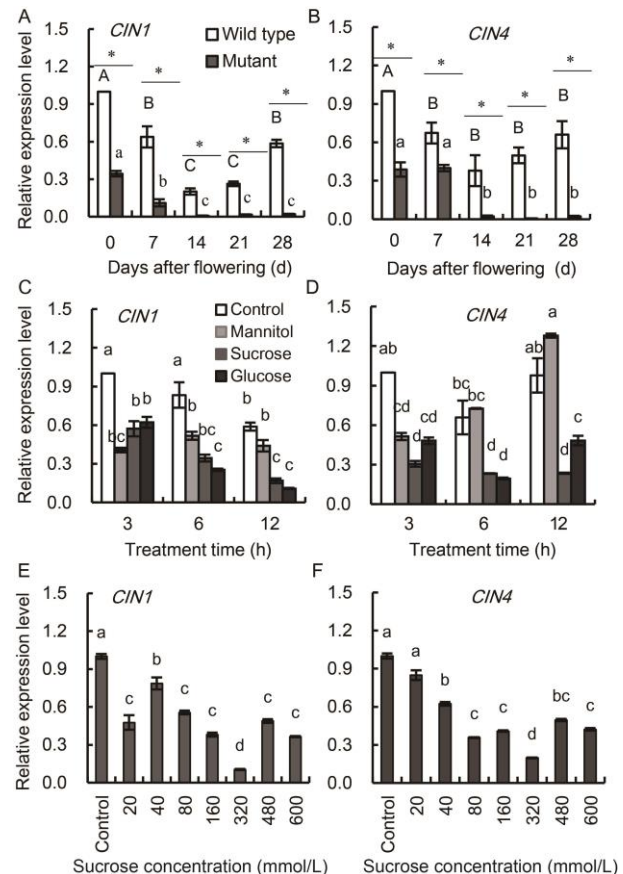 A CIN1
Wild type
Mutant
Relative expression level
1.5
1.2
0.9
0.6
0.3
0.0
* * * * *
A a B b C c C c B c
0 7 14 21 28
Days after flowering (d)
B CIN4
1.5
1.2
0.9
0.6
0.3
0.0
* * * * *
A a B a B b B b B b
0 7 14 21 28
Days after flowering (d)
C CIN1
Control
Mannitol
Sucrose
Glucose
Relative expression level
1.5
1.2
0.9
0.6
0.3
0.0
a bc b b a b bc c b b c c
3 6 12
Treatment time (h)
D CIN4
1.5
1.2
0.9
0.6
0.3
0.0
ab cd d cd bc bc d d ab a d c
3 6 12
Treatment time (h)
E CIN1
Relative expression level
1.5
1.2
0.9
0.6
0.3
0.0
a c b c c d c c
Control 20 40 80 160 320 480 600
Sucrose concentration (mmol/L)
F CIN4
1.5
1.2
0.9
0.6
0.3
0.0
a a b c c d bc c
Control 20 40 80 160 320 480 600
Sucrose concentration (mmol/L)